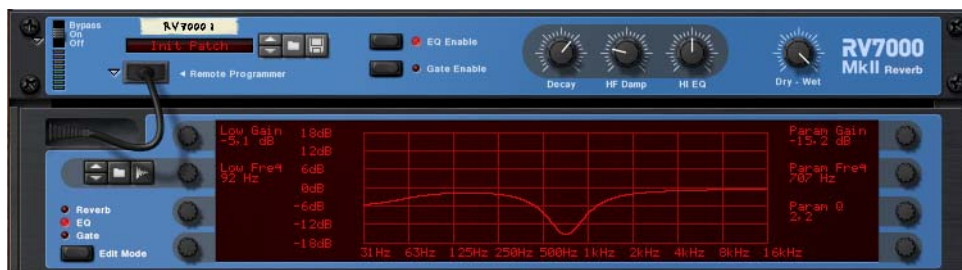 Bypass
On
Off
RV7000 1
Init Patch
Remote Programmer
EQ Enable
Gate Enable
Decay
HF Damp
HI EQ
Dry - Wet
RV7000
MkII Reverb
Low Gain
-5,1 dB
Low Freq
92 Hz
18dB
12dB
6dB
0dB
-6dB
-12dB
-18dB
31Hz 63Hz 125Hz 250Hz 500Hz 1kHz 2kHz 4kHz 8kHz 16kHz
Param Gain
-15,2 dB
Param Freq
707 Hz
Param Q
2,2
Reverb
EQ
Gate
Edit Mode